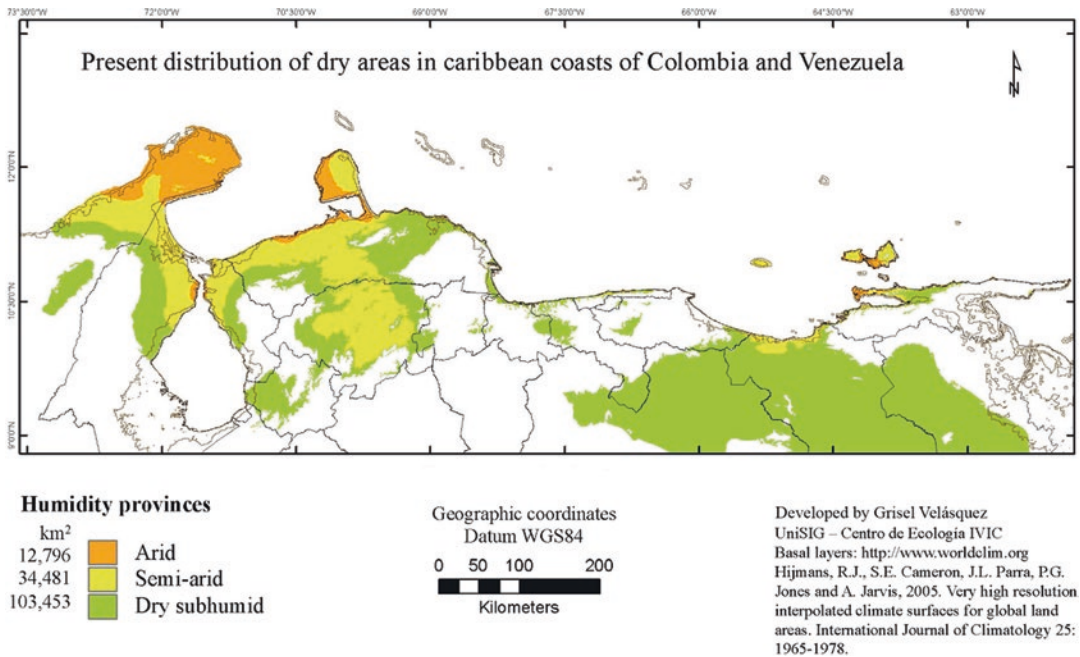 73°30'0"W 72°0'0"W 70°30'0"W 69°0'0"W 67°30'0"W 66°0'0"W 64°30'0"W 63°0'0"W
Present distribution of dry areas in caribbean coasts of Colombia and Venezuela
N
12°0'0"N
10°30'0"N
9°0'0"N
Humidity provinces
km²
12,796 Arid
34,481 Semi-arid
103,453 Dry subhumid
Geographic coordinates
Datum WGS84
0 50 100 200
Kilometers
Developed by Grisel Velásquez
UniSIG – Centro de Ecología IVIC
Basal layers: http://www.worldclim.org
Hijmans, R.J., S.E. Cameron, J.L. Parra, P.G.
Jones and A. Jarvis, 2005. Very high resolution
interpolated climate surfaces for global land
areas. International Journal of Climatology 25:
1965-1978.